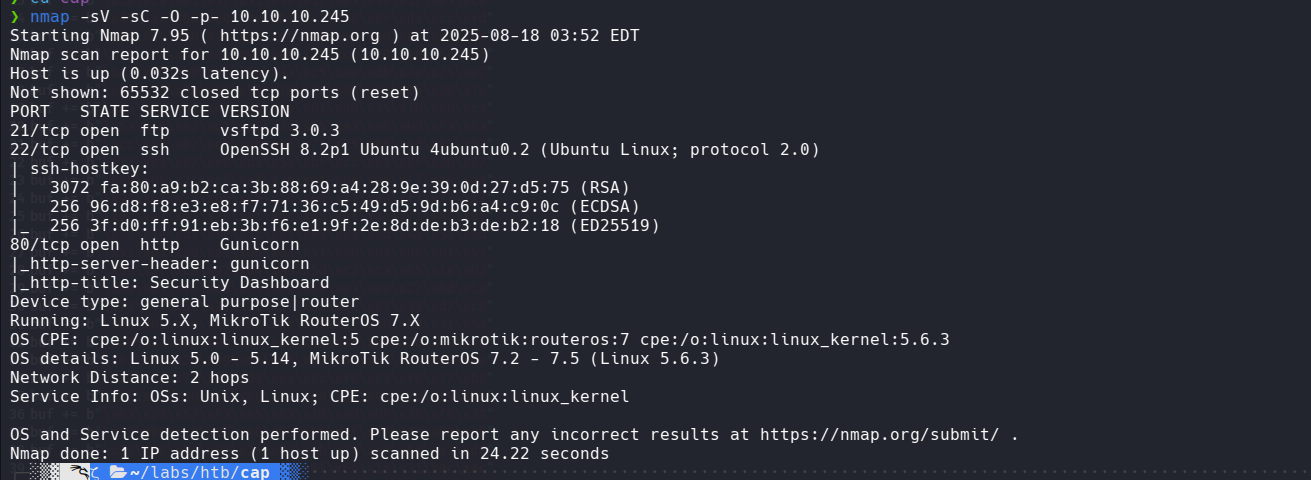 ❯ cd cap
❯ nmap -sV -sC -O -p- 10.10.10.245
Starting Nmap 7.95 ( https://nmap.org ) at 2025-08-18 03:52 EDT
Nmap scan report for 10.10.10.245 (10.10.10.245)
Host is up (0.032s latency).
Not shown: 65532 closed tcp ports (reset)
PORT   STATE SERVICE VERSION
21/tcp open  ftp     vsftpd 3.0.3
22/tcp open  ssh     OpenSSH 8.2p1 Ubuntu 4ubuntu0.2 (Ubuntu Linux; protocol 2.0)
| ssh-hostkey:
|   3072 fa:80:a9:b2:ca:3b:88:69:a4:28:9e:39:0d:27:d5:75 (RSA)
|   256 96:d8:f8:e3:e8:f7:71:36:c5:49:d5:9d:b6:a4:c9:0c (ECDSA)
|_  256 3f:d0:ff:91:eb:3b:f6:e1:9f:2e:8d:de:b3:de:b2:18 (ED25519)
80/tcp open  http    Gunicorn
|_http-server-header: gunicorn
|_http-title: Security Dashboard
Device type: general purpose|router
Running: Linux 5.X, MikroTik RouterOS 7.X
OS CPE: cpe:/o:linux:linux_kernel:5 cpe:/o:mikrotik:routeros:7 cpe:/o:linux:linux_kernel:5.6.3
OS details: Linux 5.0 - 5.14, MikroTik RouterOS 7.2 - 7.5 (Linux 5.6.3)
Network Distance: 2 hops
Service Info: OSs: Unix, Linux; CPE: cpe:/o:linux:linux_kernel
OS and Service detection performed. Please report any incorrect results at https://nmap.org/submit/ .
Nmap done: 1 IP address (1 host up) scanned in 24.22 seconds
~/labs/htb/cap